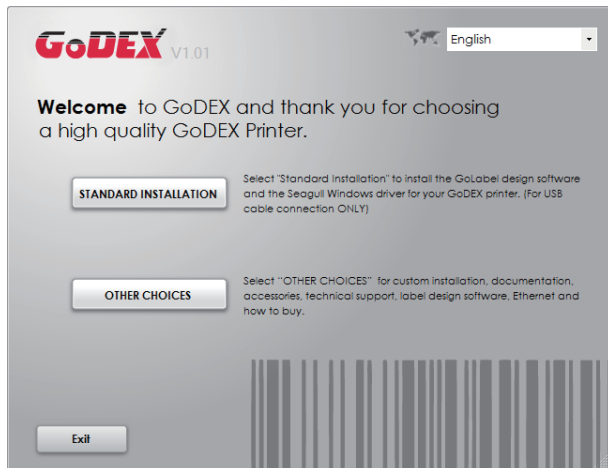 GoDEX V1.01
English
Welcome to GoDEX and thank you for choosing
a high quality GoDEX Printer.
STANDARD INSTALLATION
Select "Standard Installation" to install the GoLabel design software
and the Seagull Windows driver for your GoDEX printer. (For USB
cable connection ONLY)
OTHER CHOICES
Select "OTHER CHOICES" for custom installation, documentation,
accessories, technical support, label design software, Ethernet and
how to buy.
Exit